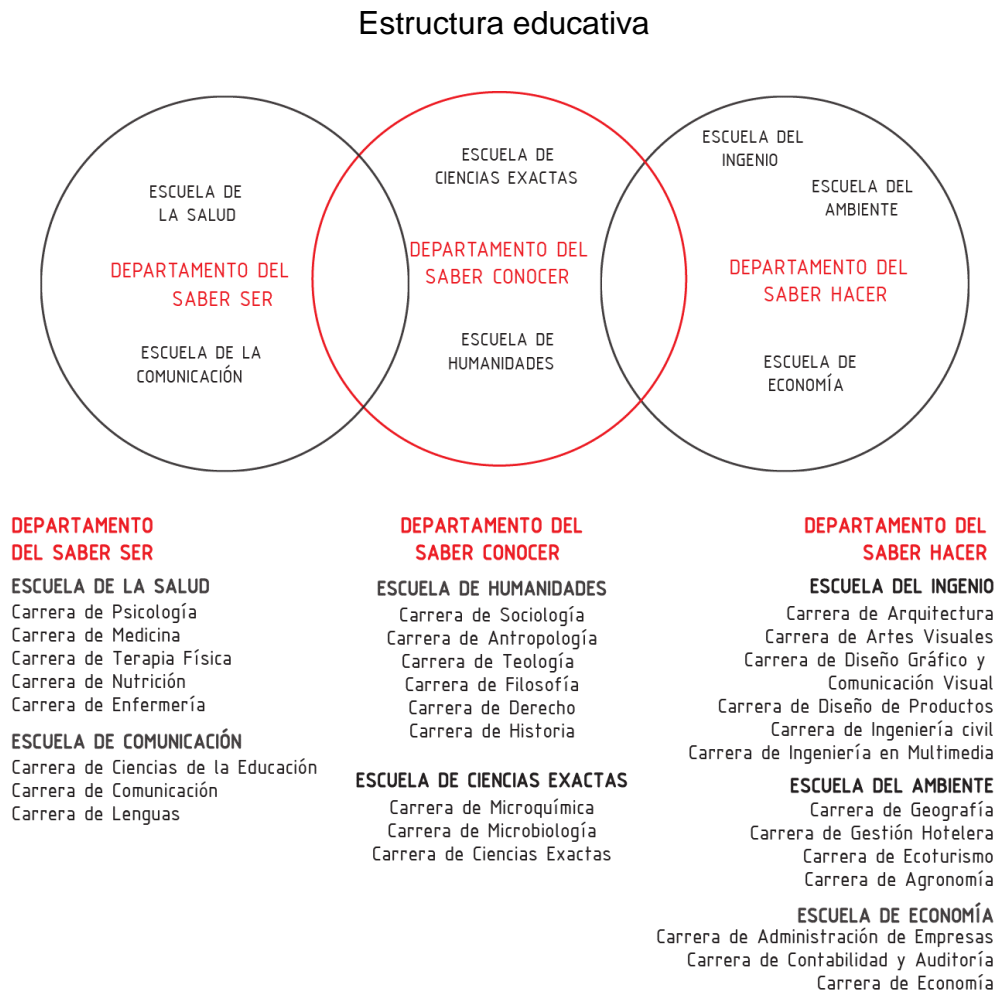 Estructura educativa
ESCUELA DE
LA SALUD
DEPARTAMENTO DEL
SABER SER
ESCUELA DE LA
COMUNICACIÓN
ESCUELA DE
CIENCIAS EXACTAS
DEPARTAMENTO DEL
SABER CONOCER
ESCUELA DE
HUMANIDADES
ESCUELA DEL
INGENIO
ESCUELA DEL
AMBIENTE
DEPARTAMENTO DEL
SABER HACER
ESCUELA DE
ECONOMÍA
DEPARTAMENTO
DEL SABER SER
ESCUELA DE LA SALUD
Carrera de Psicología
Carrera de Medicina
Carrera de Terapia Física
Carrera de Nutrición
Carrera de Enfermería
ESCUELA DE COMUNICACIÓN
Carrera de Ciencias de la Educación
Carrera de Comunicación
Carrera de Lenguas
DEPARTAMENTO DEL
SABER CONOCER
ESCUELA DE HUMANIDADES
Carrera de Sociología
Carrera de Antropología
Carrera de Teología
Carrera de Filosofía
Carrera de Derecho
Carrera de Historia
ESCUELA DE CIENCIAS EXACTAS
Carrera de Microquímica
Carrera de Microbiología
Carrera de Ciencias Exactas
DEPARTAMENTO DEL
SABER HACER
ESCUELA DEL INGENIO
Carrera de Arquitectura
Carrera de Artes Visuales
Carrera de Diseño Gráfico y
Comunicación Visual
Carrera de Diseño de Productos
Carrera de Ingeniería civil
Carrera de Ingeniería en Multimedia
ESCUELA DEL AMBIENTE
Carrera de Geografía
Carrera de Gestión Hotelera
Carrera de Ecoturismo
Carrera de Agronomía
ESCUELA DE ECONOMÍA
Carrera de Administración de Empresas
Carrera de Contabilidad y Auditoría
Carrera de Economía